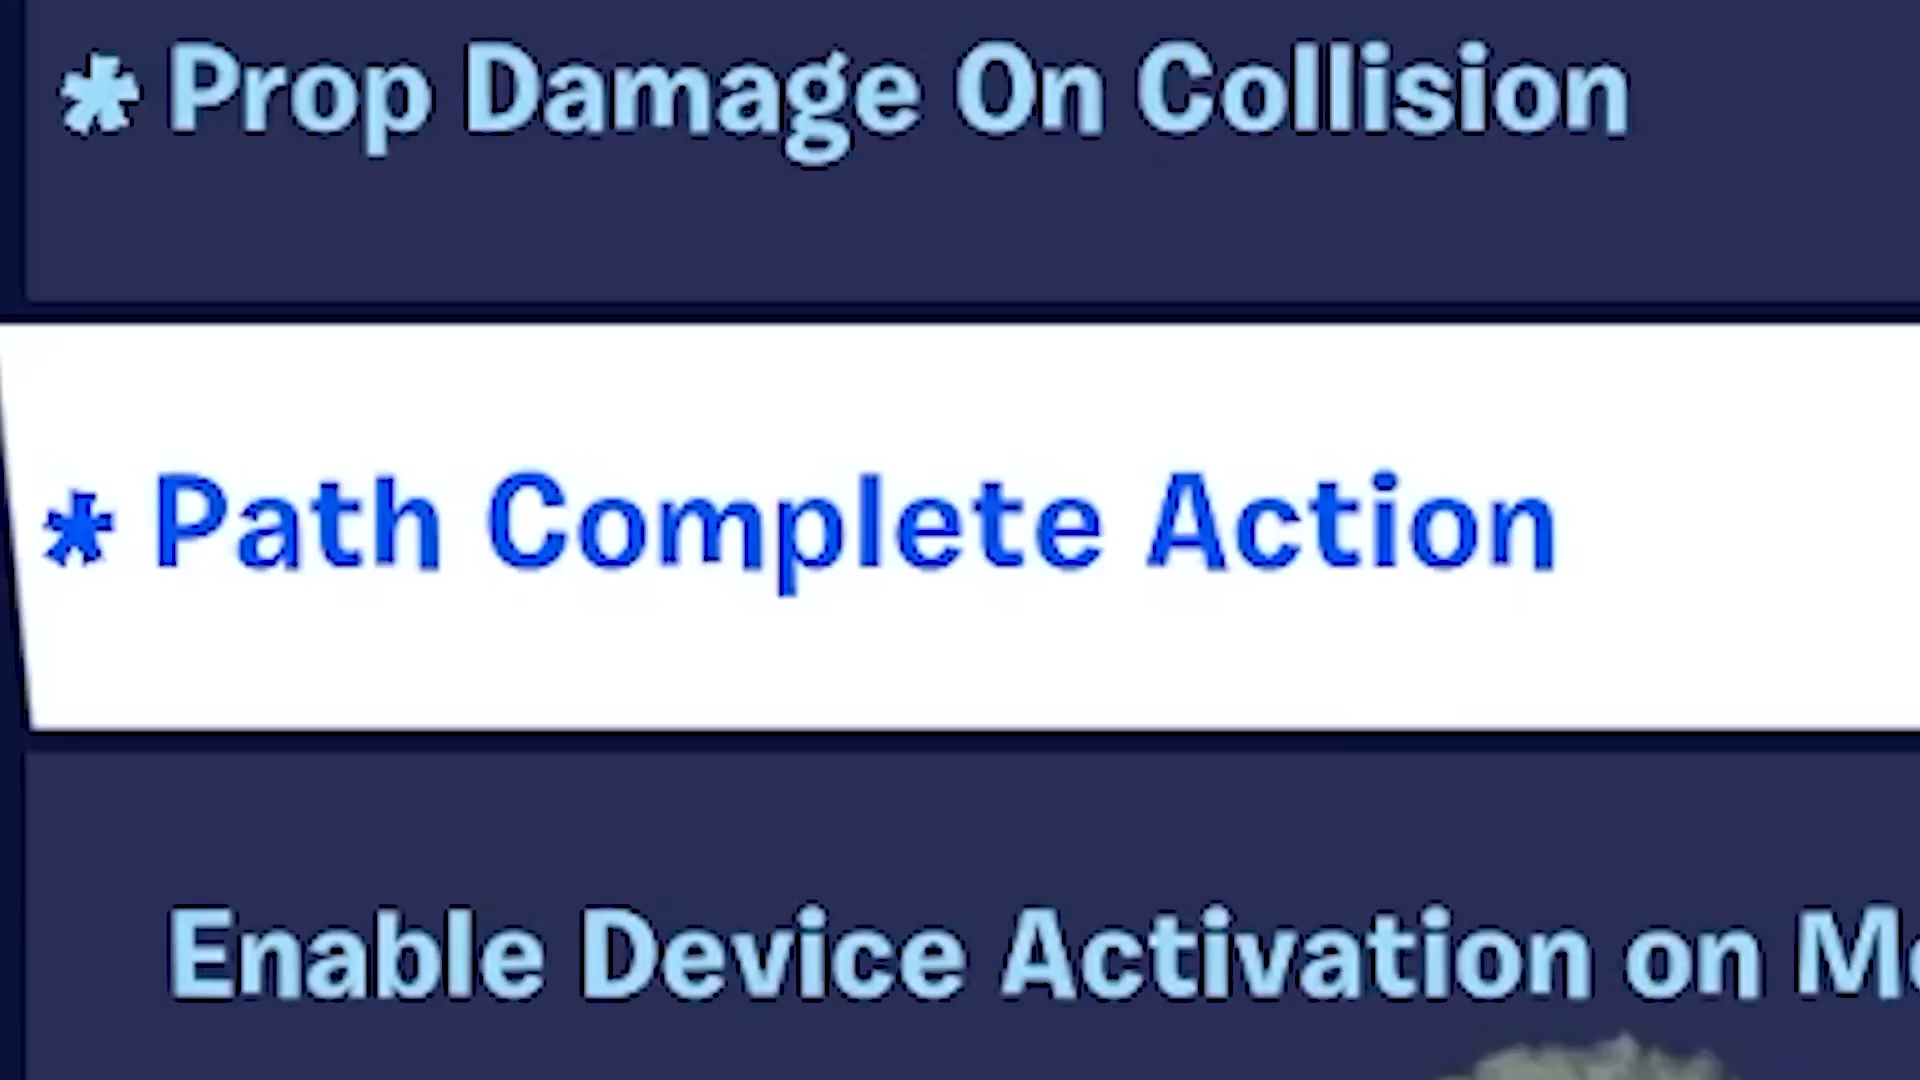 * Prop Damage On Collision
* Path Complete Action
Enable Device Activation on